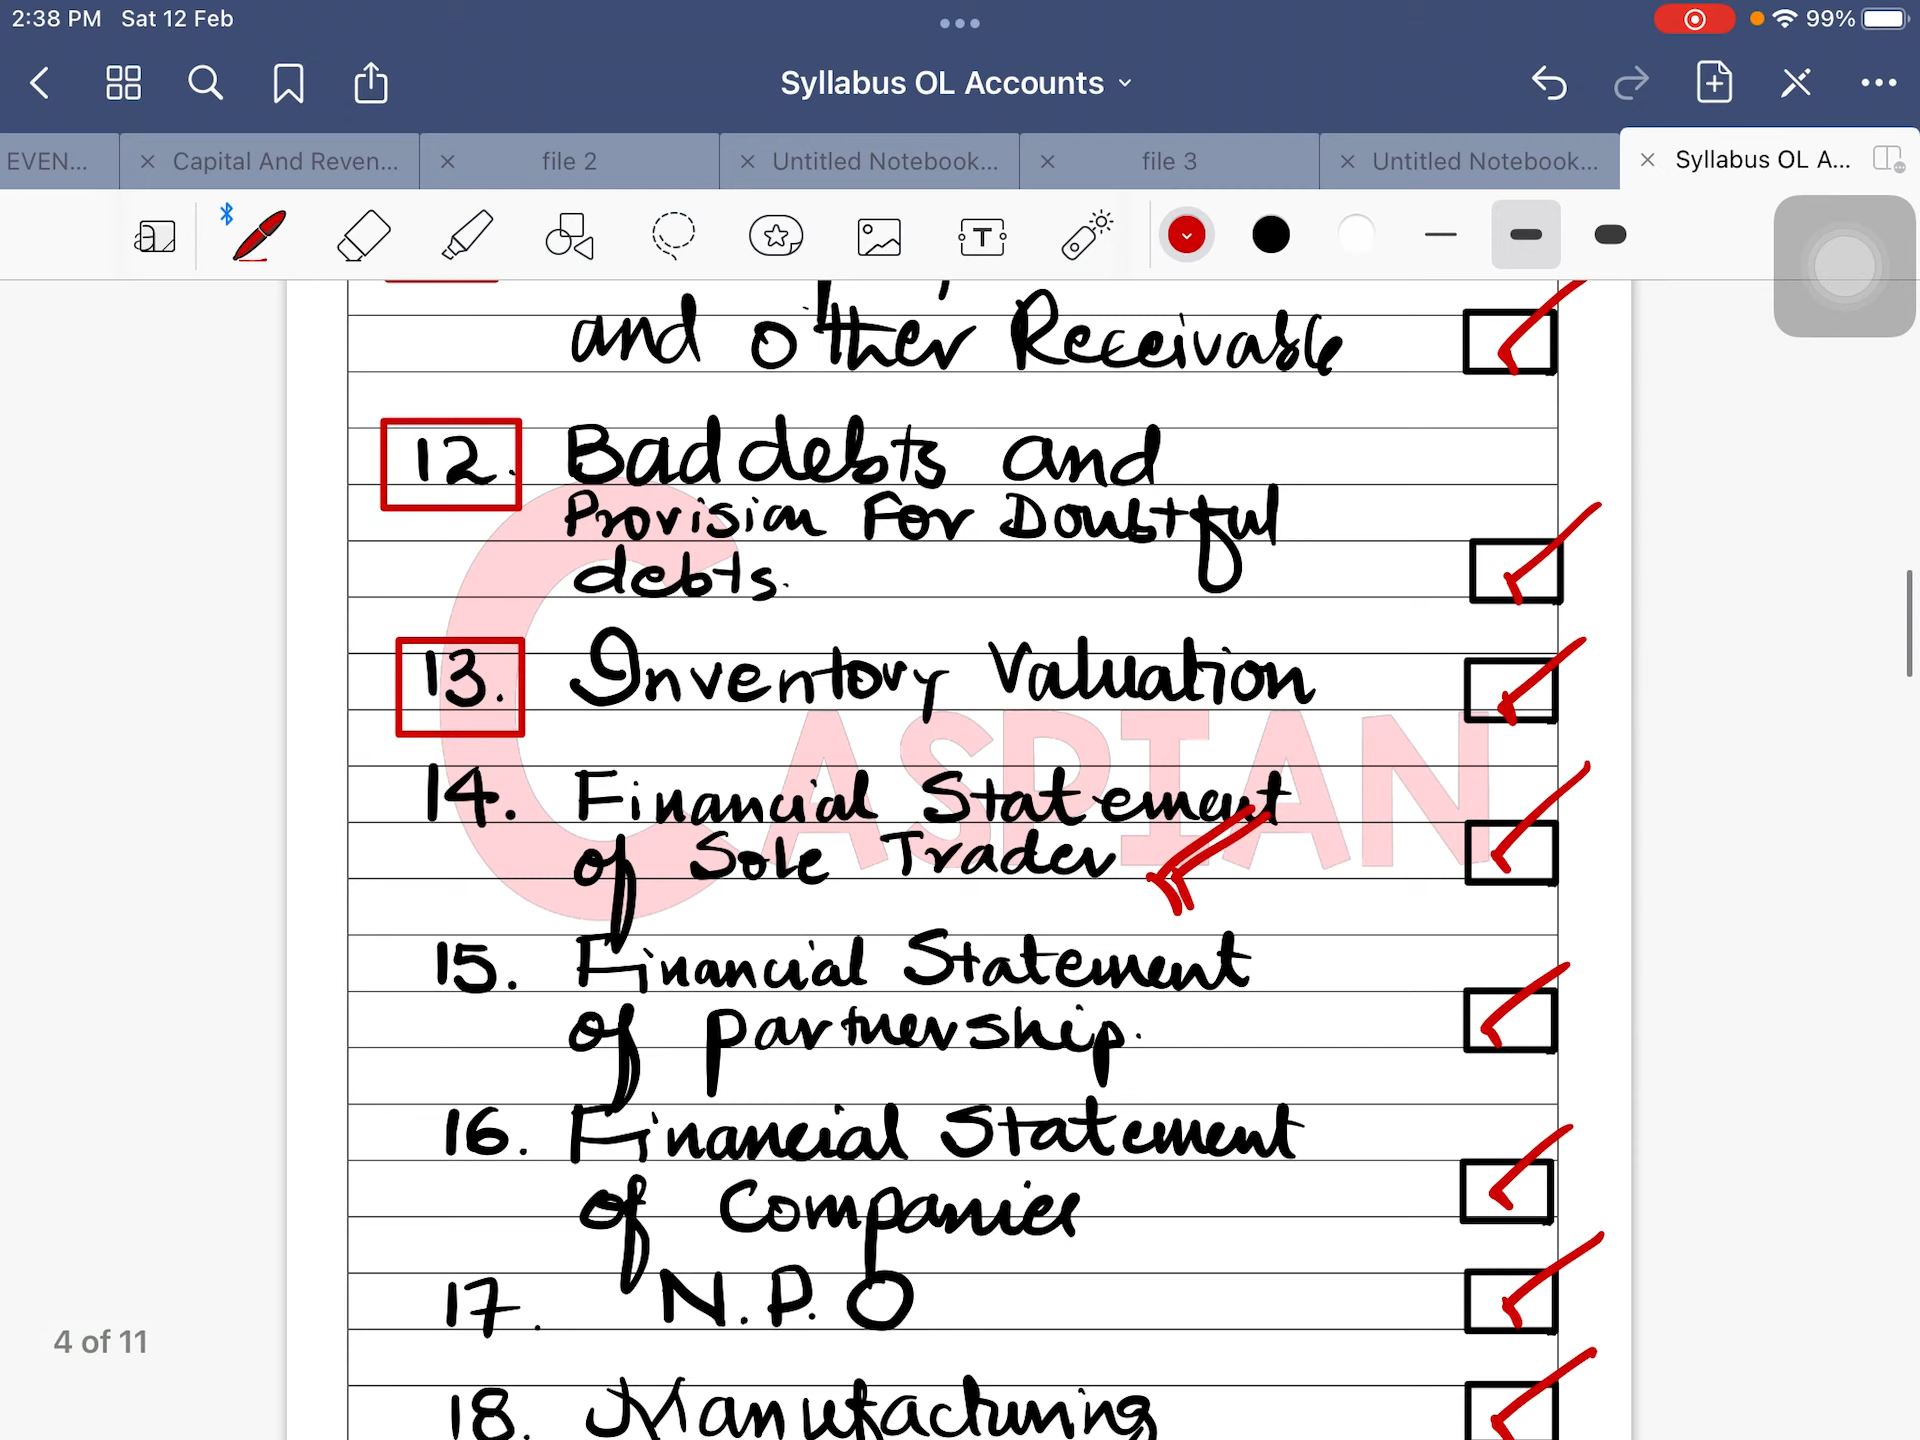 2:38 PM Sat 12 Feb
99%
Syllabus OL Accounts
EVEN...
Capital And Reven...
file 2
Untitled Notebook...
file 3
Untitled Notebook...
Syllabus OL A...
and other Receivable
12. Bad debts and
Provision For Doubtful
debts.
13. Inventory Valuation
CASPIAN
14. Financial Statement
of Sole Trader
15. Financial Statement
of partnership.
16. Financial Statement
of Companies
17. N.P.O
4 of 11
18. Manufacturing